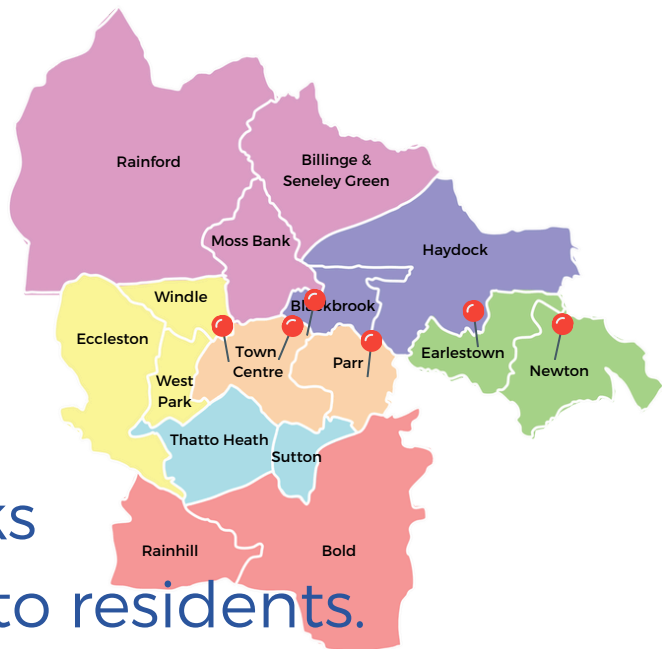 Rainford
Billinge &
Seneley Green
Moss Bank
Haydock
Windle
Blackbrook
Eccleston
Town
Centre
Parr
Earlestown
Newton
West
Park
Thatto Heath
Sutton
ks
Rainhill
Bold
to residents.